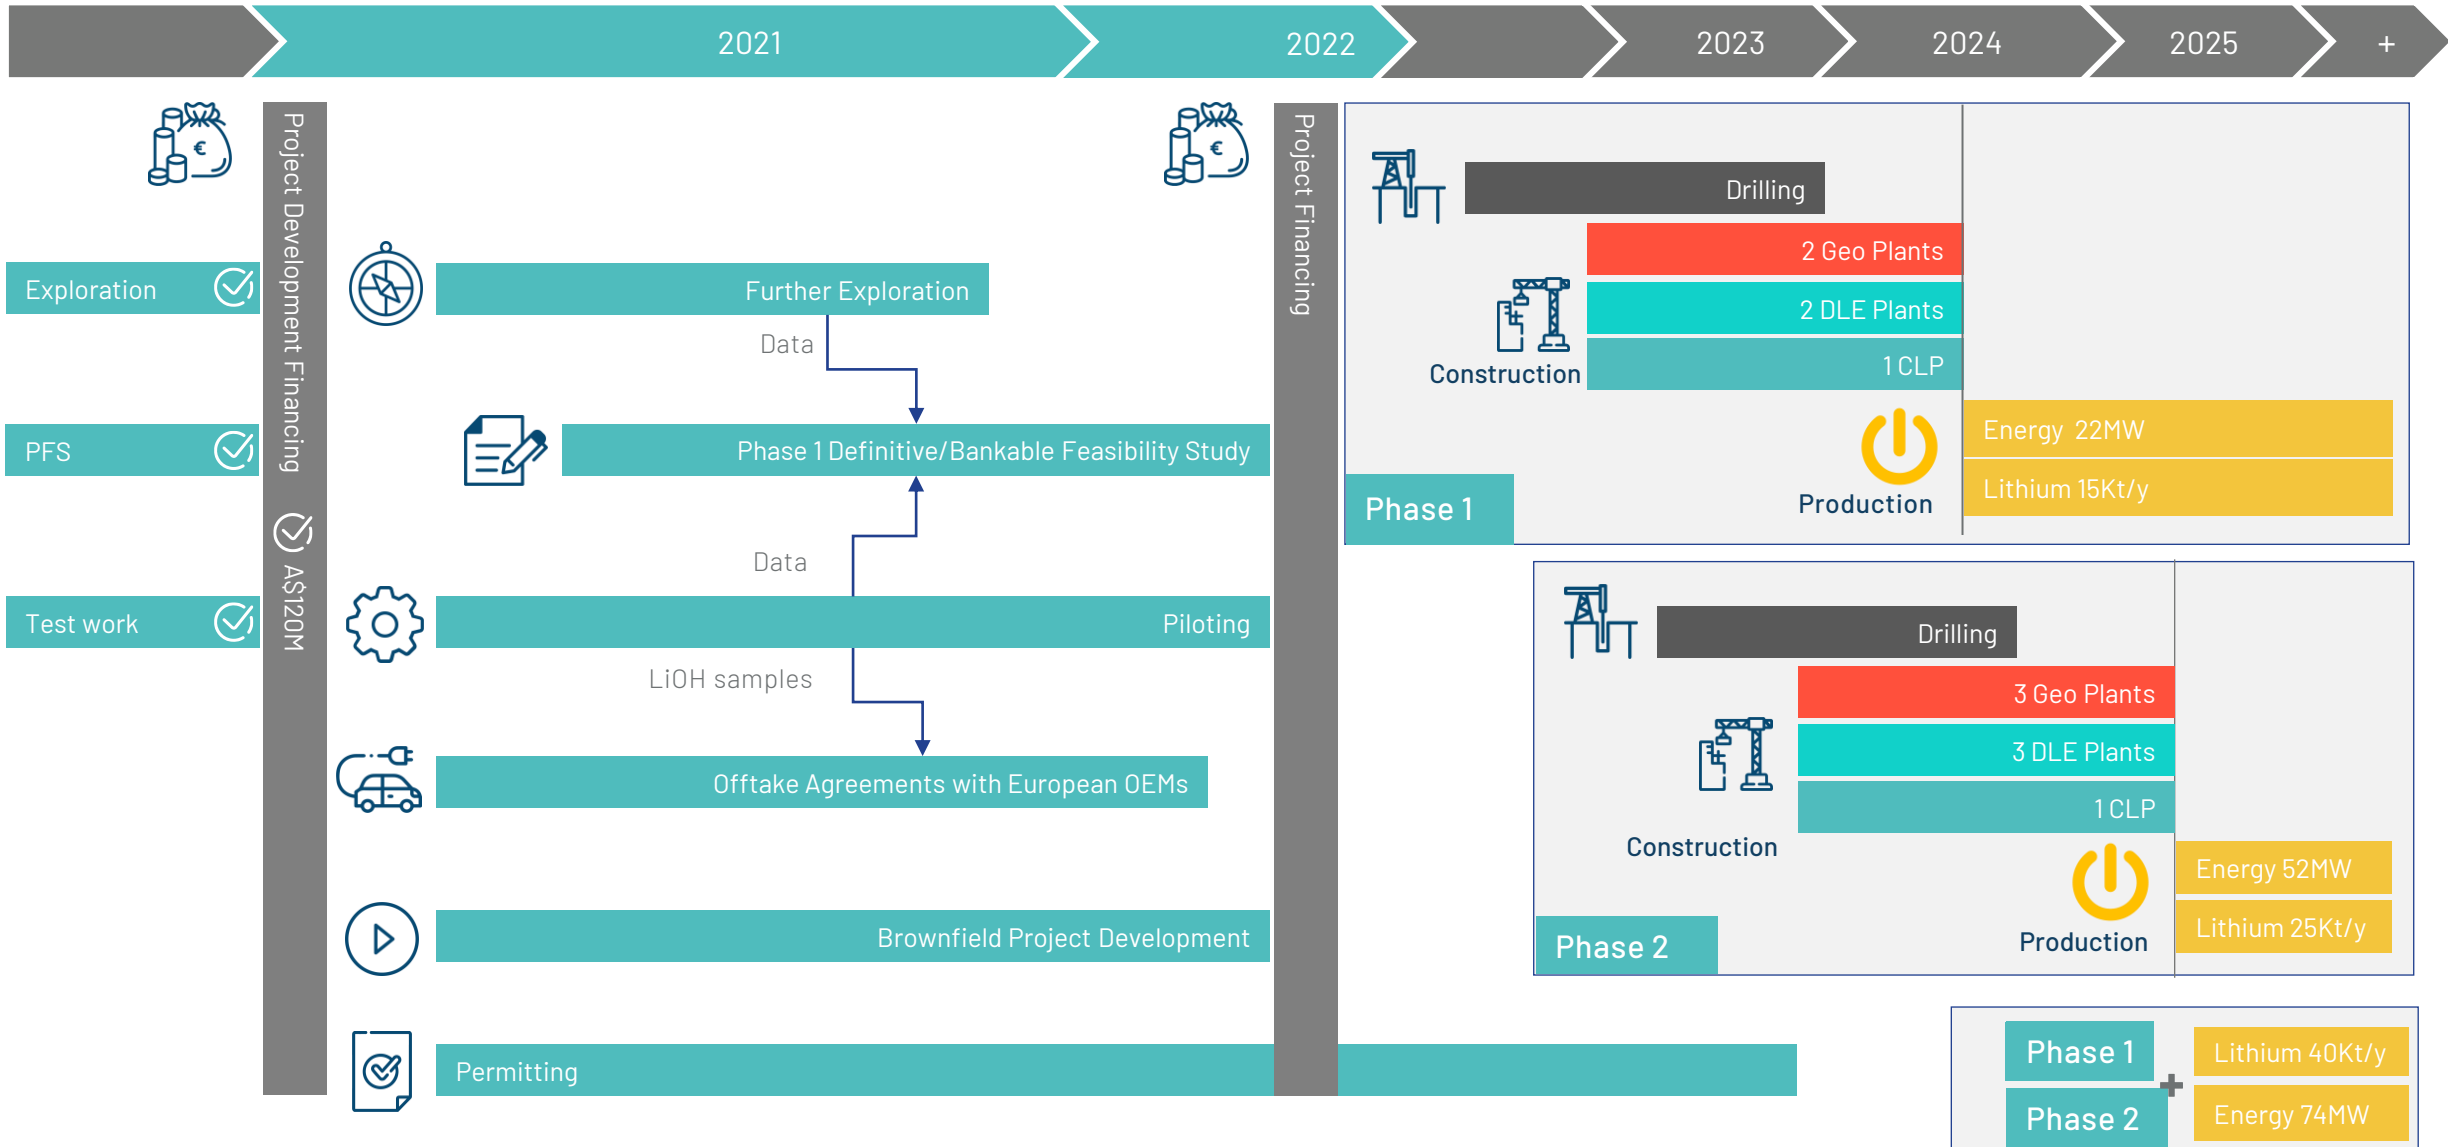 2021
2022
2023
2024
2025
+
€
€
Project Development Financing
A$120M
Project Financing
Exploration
PFS
Test work
Further Exploration
Data
Phase 1 Definitive/Bankable Feasibility Study
Data
Piloting
LiOH samples
Offtake Agreements with European OEMs
Brownfield Project Development
Permitting
Drilling
2 Geo Plants
2 DLE Plants
1 CLP
Construction
Energy 22MW
Lithium 15Kt/y
Production
Phase 1
Drilling
3 Geo Plants
3 DLE Plants
1 CLP
Construction
Energy 52MW
Lithium 25Kt/y
Production
Phase 2
Phase 1
+
Phase 2
Lithium 40Kt/y
Energy 74MW